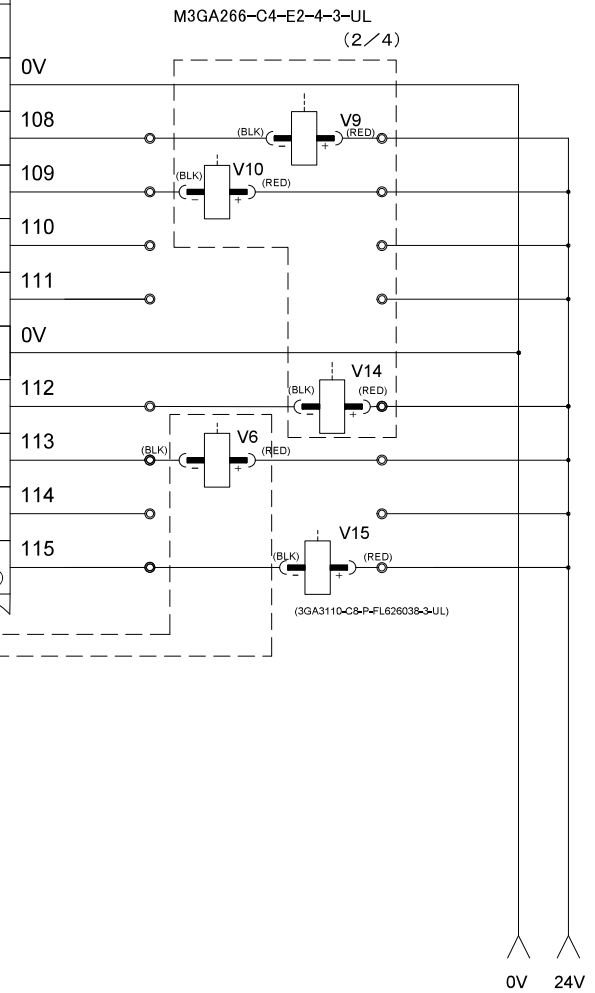 M3GA266-C4-E2-4-3-UL
(2/4)
0V
108
(BLK) - + V9 (RED)
109
(BLK) - + V10 (RED)
110
111
0V
112
(BLK) - + V14 (RED)
113
(BLK) - + V6 (RED)
114
115
(BLK) - + V15 (RED)
(3GA3110-C8-P-FL626038-3-UL)
0V 24V